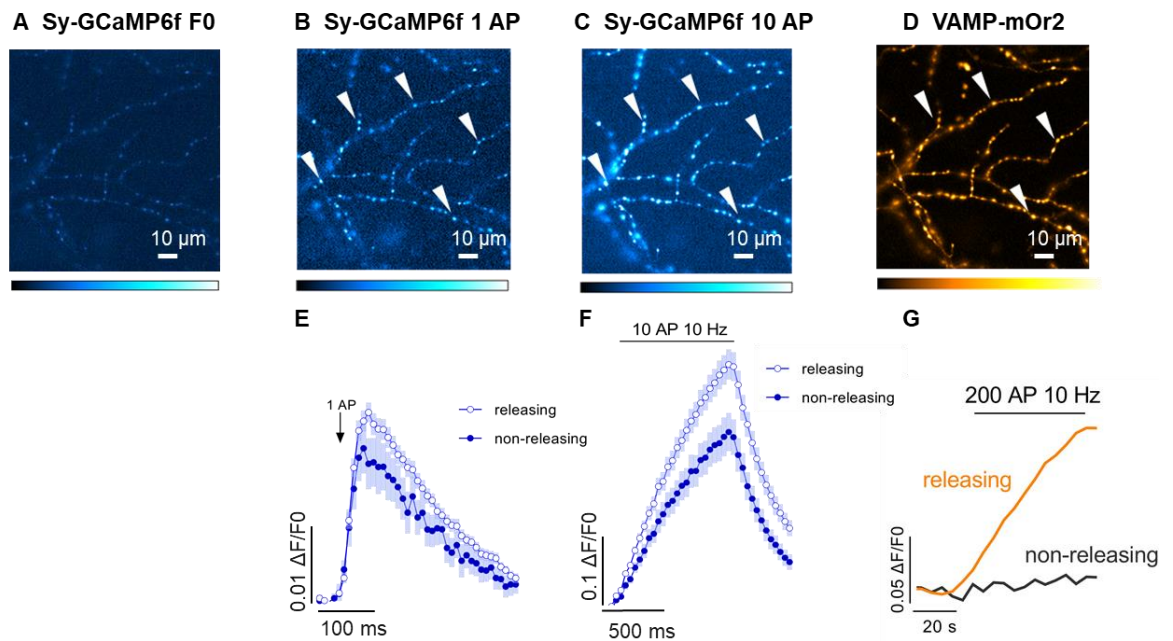 A Sy-GCaMP6f F0
B Sy-GCaMP6f 1 AP
C Sy-GCaMP6f 10 AP
D VAMP-mOr2
10 µm
10 µm
10 µm
10 µm
E
1 AP
releasing
non-releasing
0.01 ΔF/F0
100 ms
F
10 AP 10 Hz
releasing
non-releasing
0.1 ΔF/F0
500 ms
G
200 AP 10 Hz
releasing
non-releasing
0.05 ΔF/F0
20 s